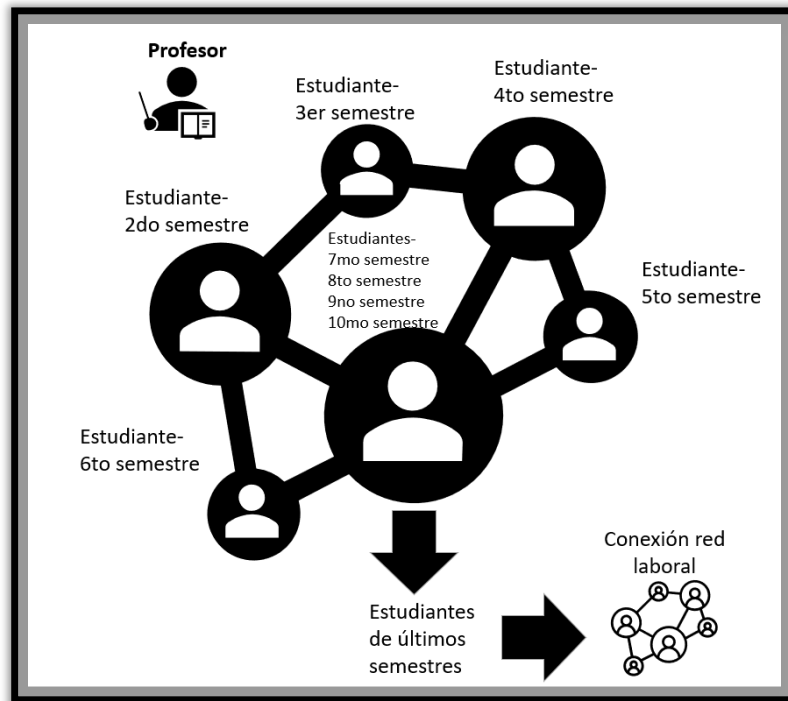 Profesor
Estudiante-
3er semestre
Estudiante-
4to semestre
Estudiante-
2do semestre
Estudiantes-
7mo semestre
8to semestre
9no semestre
10mo semestre
Estudiante-
5to semestre
Estudiante-
6to semestre
Estudiantes
de últimos
semestres
Conexión red
laboral